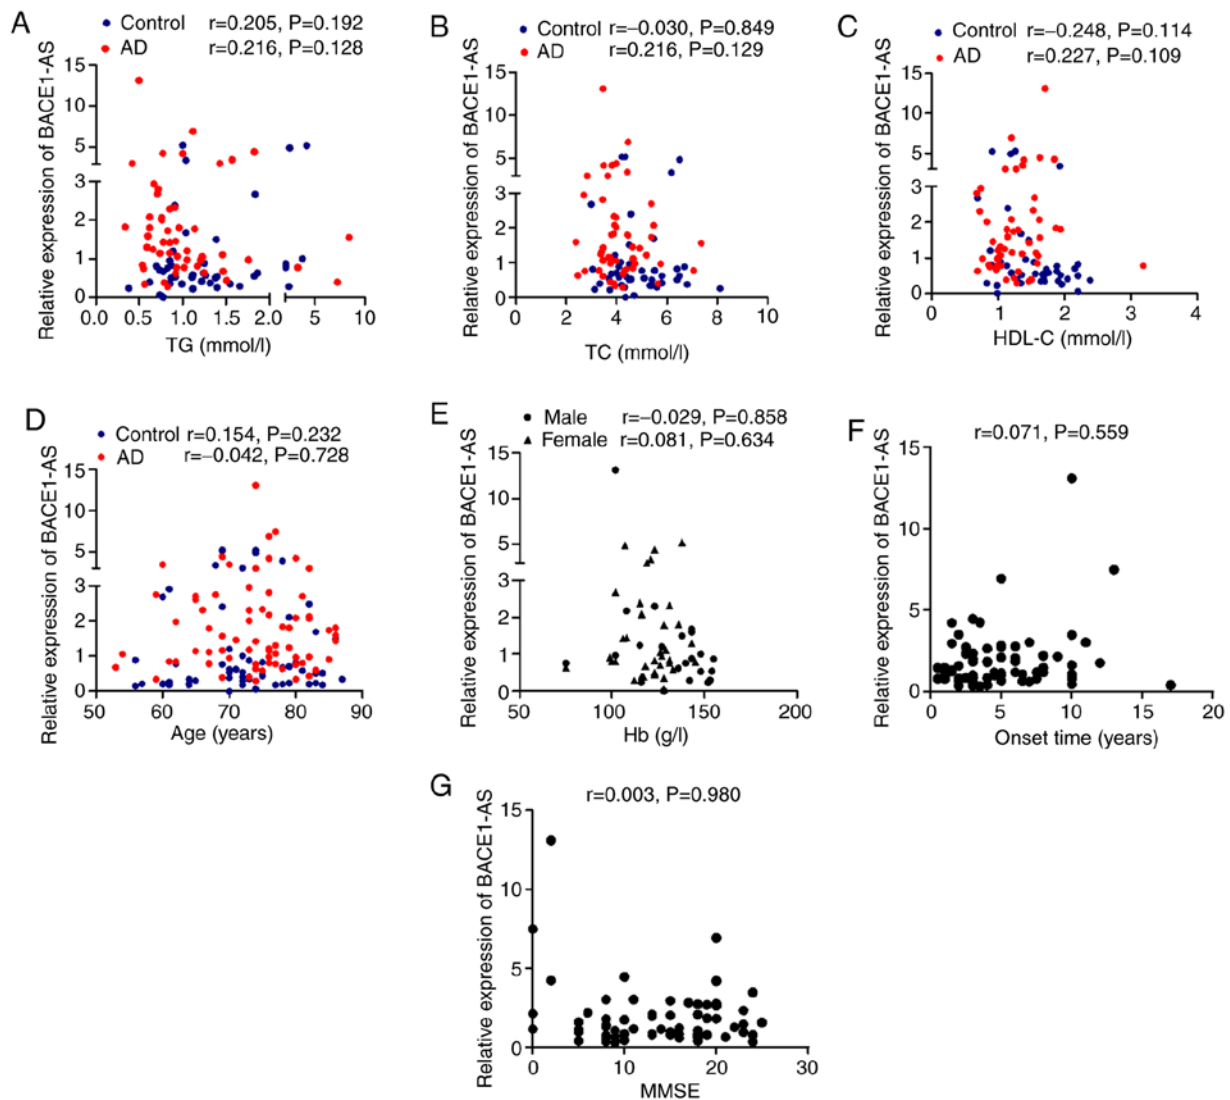 A
Control r=0.205, P=0.192
AD r=0.216, P=0.128
Relative expression of BACE1-AS
15
10
5
3
2
1
0
0.0 0.5 1.0 1.5 2.0 5 10
TG (mmol/l)
B
Control r=−0.030, P=0.849
AD r=0.216, P=0.129
Relative expression of BACE1-AS
15
10
5
3
2
1
0
0 2 4 6 8 10
TC (mmol/l)
C
Control r=−0.248, P=0.114
AD r=0.227, P=0.109
Relative expression of BACE1-AS
15
10
5
3
2
1
0
0 1 2 3 4
HDL-C (mmol/l)
D
Control r=0.154, P=0.232
AD r=−0.042, P=0.728
Relative expression of BACE1-AS
15
10
5
3
2
1
0
50 60 70 80 90
Age (years)
E
Male r=−0.029, P=0.858
Female r=0.081, P=0.634
Relative expression of BACE1-AS
15
10
5
3
2
1
0
50 100 150 200
Hb (g/l)
F
r=0.071, P=0.559
Relative expression of BACE1-AS
15
10
5
0
0 5 10 15 20
Onset time (years)
G
r=0.003, P=0.980
Relative expression of BACE1-AS
15
10
5
0
0 10 20 30
MMSE